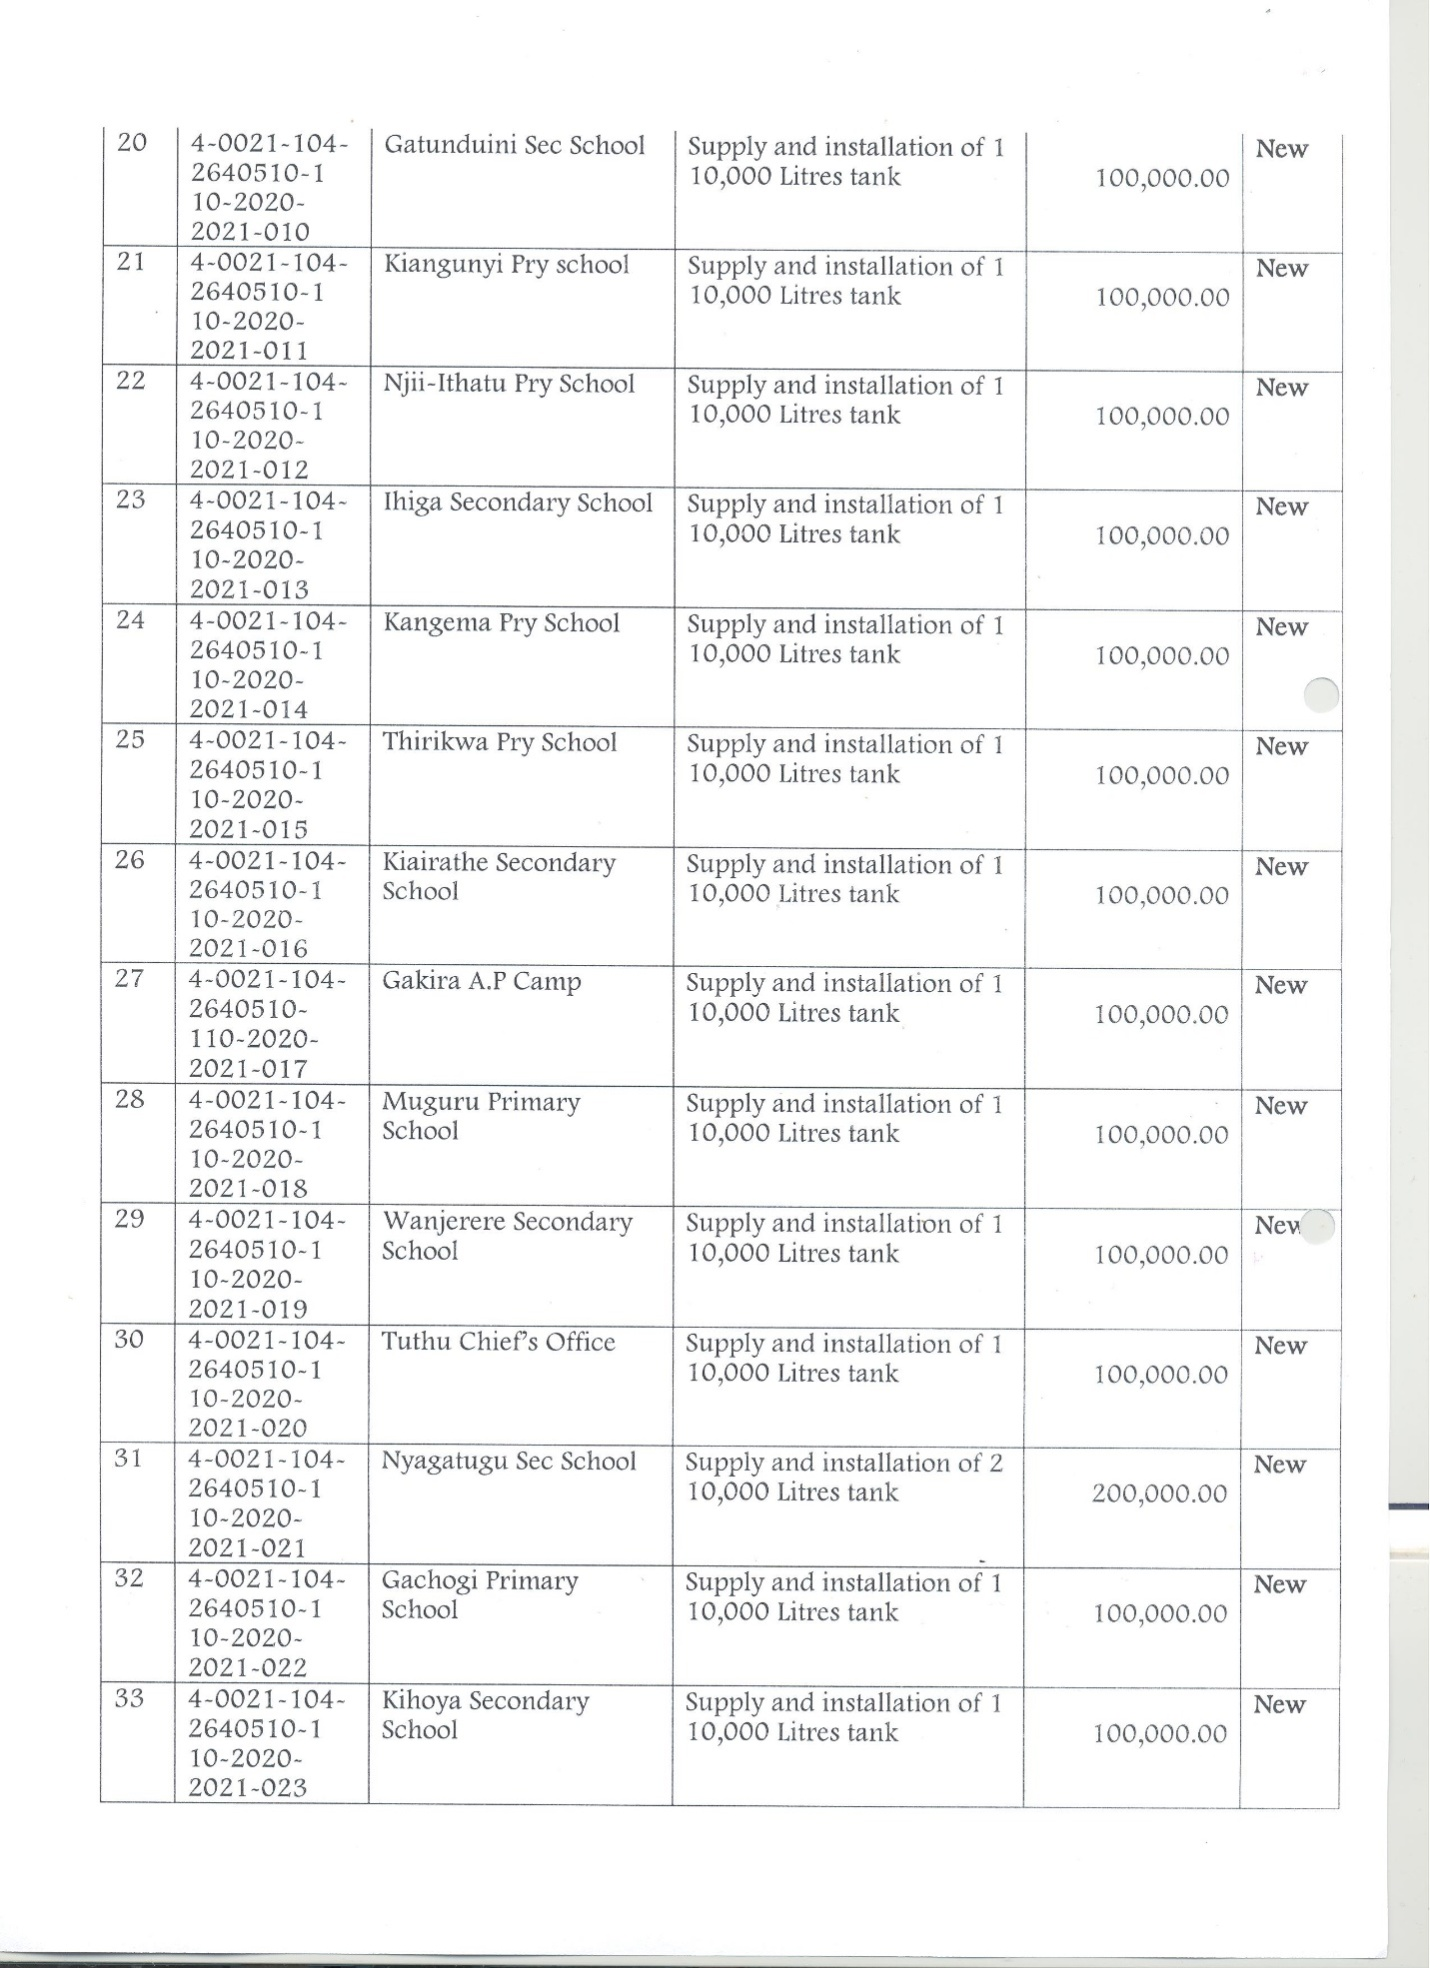 20 4-0021-104- Gatunduini Sec School Supply and installation of 1 New
2640510-1 10,000 Litres tank 100,000.00
10-2020-
2021-010
21 4-0021-104- Kiangunyi Pry school Supply and installation of 1 New
2640510-1 10,000 Litres tank 100,000.00
10-2020-
2021-011
22 4-0021-104- Njii-Ithatu Pry School Supply and installation of 1 New
2640510-1 10,000 Litres tank 100,000.00
10-2020-
2021-012
23 4-0021-104- Ihiga Secondary School Supply and installation of 1 New
2640510-1 10,000 Litres tank 100,000.00
10-2020-
2021-013
24 4-0021-104- Kangema Pry School Supply and installation of 1 New
2640510-1 10,000 Litres tank 100,000.00
10-2020-
2021-014
25 4-0021-104- Thirikwa Pry School Supply and installation of 1 New
2640510-1 10,000 Litres tank 100,000.00
10-2020-
2021-015
26 4-0021-104- Kiairathe Secondary Supply and installation of 1 New
2640510-1 School 10,000 Litres tank 100,000.00
10-2020-
2021-016
27 4-0021-104- Gakira A.P Camp Supply and installation of 1 New
2640510- 10,000 Litres tank 100,000.00
110-2020-
2021-017
28 4-0021-104- Muguru Primary Supply and installation of 1 New
2640510-1 School 10,000 Litres tank 100,000.00
10-2020-
2021-018
29 4-0021-104- Wanjerere Secondary Supply and installation of 1 New
2640510-1 School 10,000 Litres tank 100,000.00
10-2020-
2021-019
30 4-0021-104- Tuthu Chief's Office Supply and installation of 1 New
2640510-1 10,000 Litres tank 100,000.00
10-2020-
2021-020
31 4-0021-104- Nyagatugu Sec School Supply and installation of 2 New
2640510-1 10,000 Litres tank 200,000.00
10-2020-
2021-021
32 4-0021-104- Gachogi Primary Supply and installation of 1 New
2640510-1 School 10,000 Litres tank 100,000.00
10-2020-
2021-022
33 4-0021-104- Kihoya Secondary Supply and installation of 1 New
2640510-1 School 10,000 Litres tank 100,000.00
10-2020-
2021-023